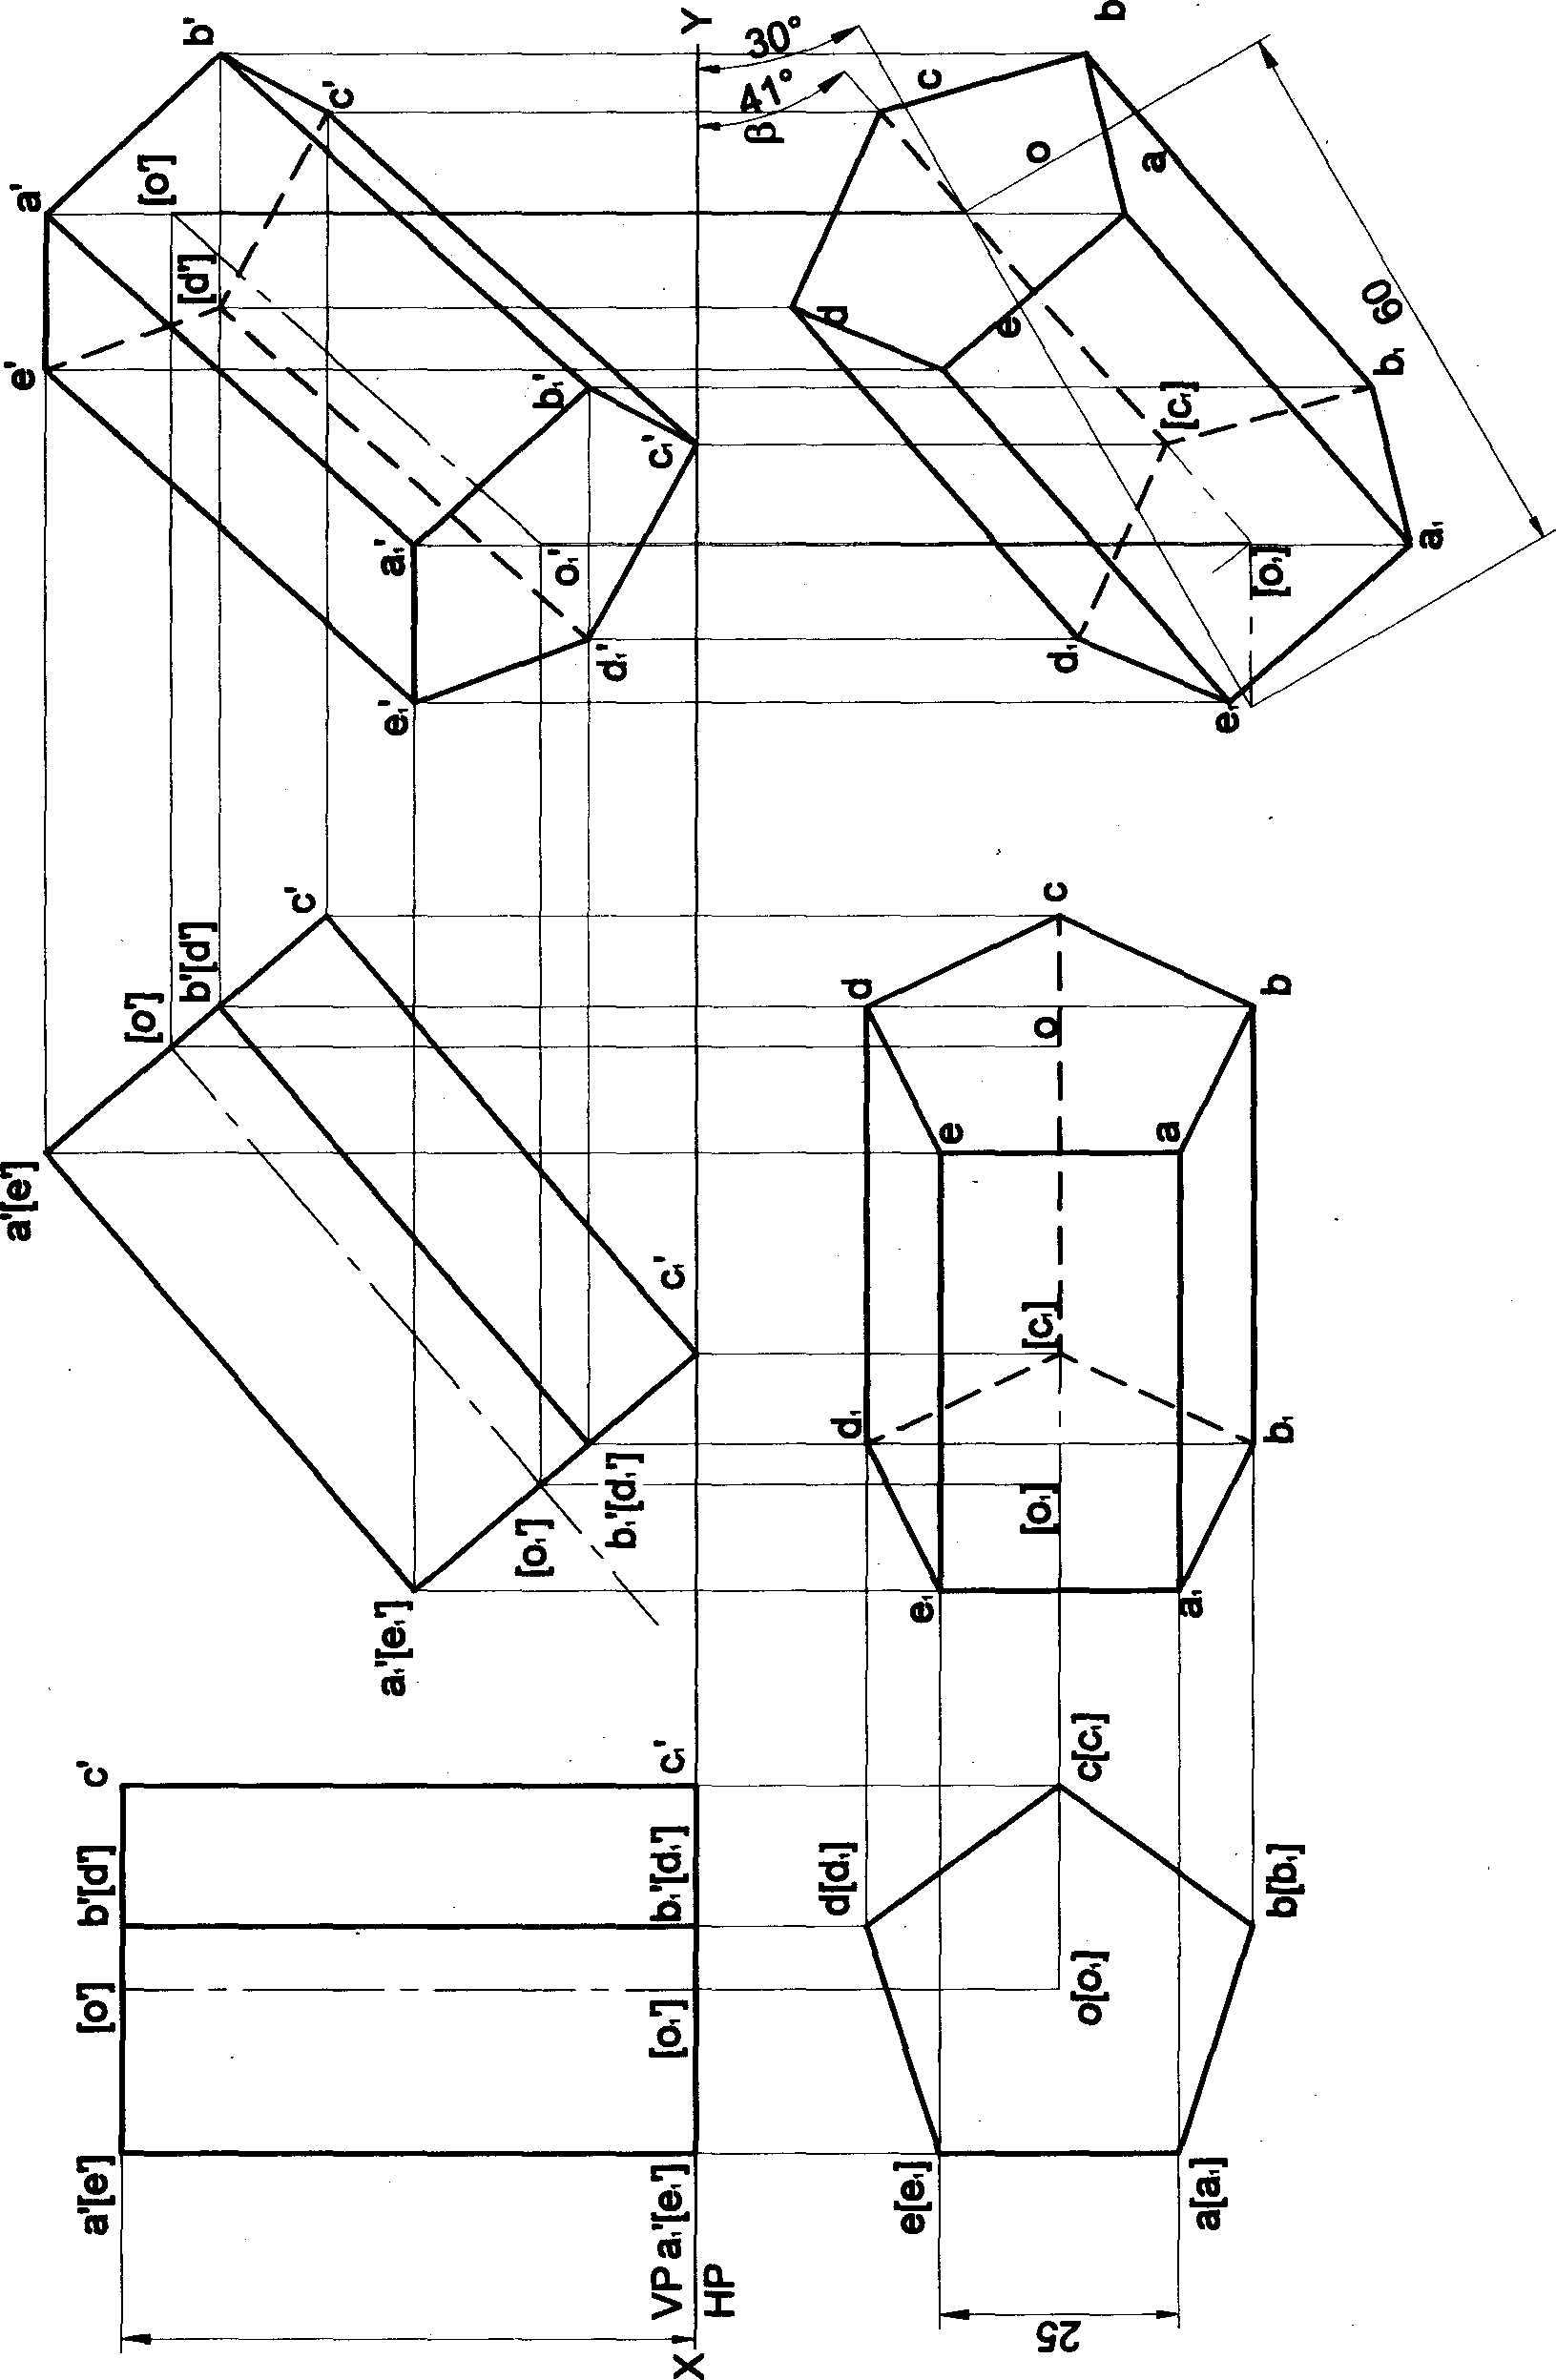 a'[e']
[o']
b'[d']
c'
X
VP
HP
a₁'[e₁']
[o₁']
b₁'[d₁']
c₁'
25
e[e₁]
a[a₁]
d[d₁]
o[o₁]
b[b₁]
c[c₁]
a'[e']
[o']
b'[d']
c'
a₁'[e₁']
[o₁']
b₁'[d₁']
c₁'
d₁
e₁
a₁
b₁
[o₁]
[c₁]
d
e
a
o
b
c
e'
a'
b'
c'
[o']
[d']
e₁'
a₁'
b₁'
c₁'
d₁'
o₁'
Y
30°
41°
β
c
o
b
a
d
e
[c₁]
b₁
60
d₁
e₁
[o₁]
a₁